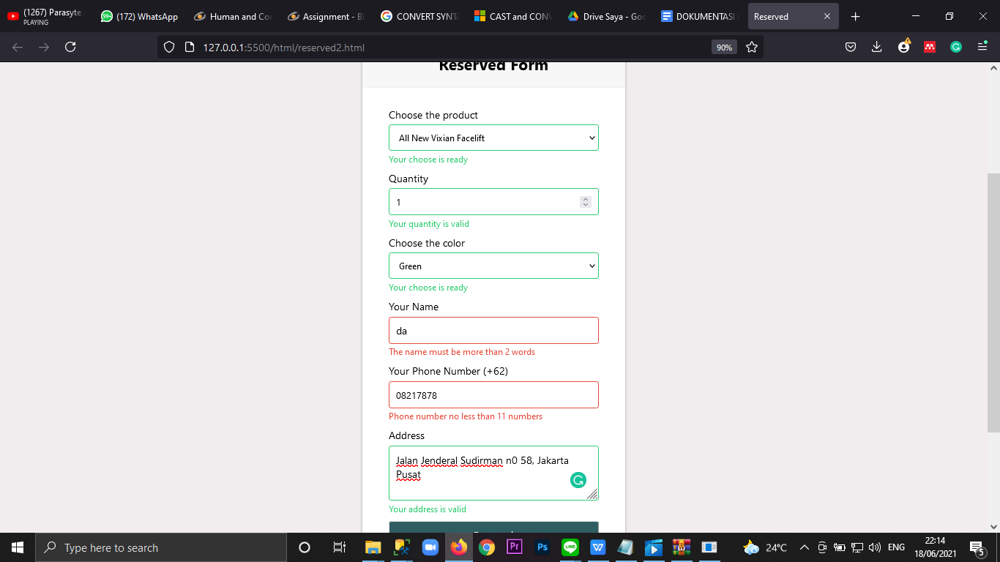 (1267) Parasyte
PLAYING
(172) WhatsApp
Human and Co
Assignment - Bi
CONVERT SYNTA
CAST and CONV
Drive Saya - Goo
DOKUMENTASI
Reserved
127.0.0.1:5500/html/reserved2.html
90%
Reserved Form
Choose the product
All New Vixian Facelift
Your choose is ready
Quantity
1
Your quantity is valid
Choose the color
Green
Your choose is ready
Your Name
da
The name must be more than 2 words
Your Phone Number (+62)
08217878
Phone number no less than 11 numbers
Address
Jalan Jenderal Sudirman n0 58, Jakarta
Pusat
Your address is valid
Type here to search
Pr
Ps
LINE
24°C
ENG
22:14
18/06/2021
5